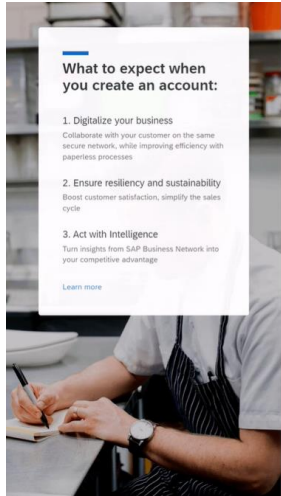 What to expect when
you create an account:
1. Digitalize your business
Collaborate with your customer on the same
secure network, while improving efficiency with
paperless processes
2. Ensure resiliency and sustainability
Boost customer satisfaction, simplify the sales
cycle
3. Act with Intelligence
Turn insights from SAP Business Network into
your competitive advantage
Learn more